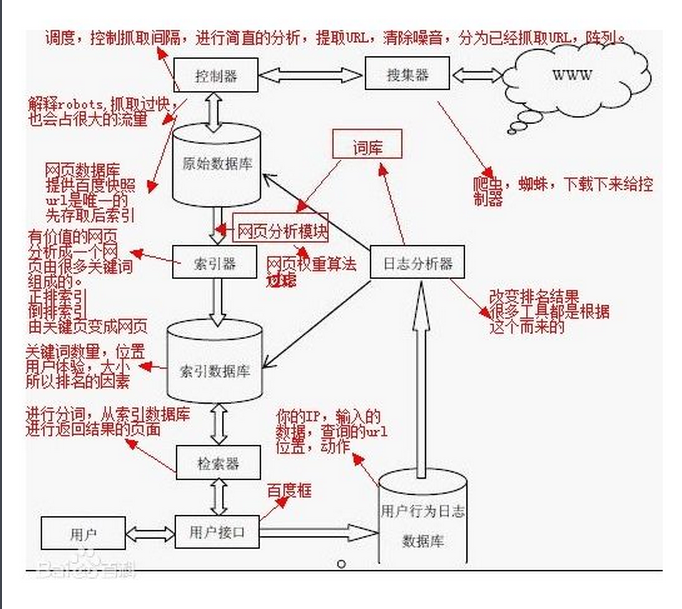 调度，控制抓取间隔，进行简直的分析，提取URL，清除噪音，分为已经抓取URL，阵列。
控制器
搜集器
WWW
解释robots,抓取过快，
也会占很大的流量
原始数据库
词库
网页数据库
提供百度快照
url是唯一的
先存取后索引
爬虫，蜘蛛，下载下来给控
制器
网页分析模块
有价值的网页
分析成一个网
页由很多关键词
组成的。
正排索引
倒排索引
由关键页变成网页
索引器
网页权重算法
过虑
日志分析器
改变排名结果
很多工具都是根据
这个而来的
关键词数量，位置
用户体验，大小
所以排名的因素
索引数据库
进行分词，从索引数据库
进行返回结果的页面
你的IP，输入的
数据，查询的url
位置，动作
检索器
百度框
用户
用户接口
用户行为日志
数据库
Baidu百科